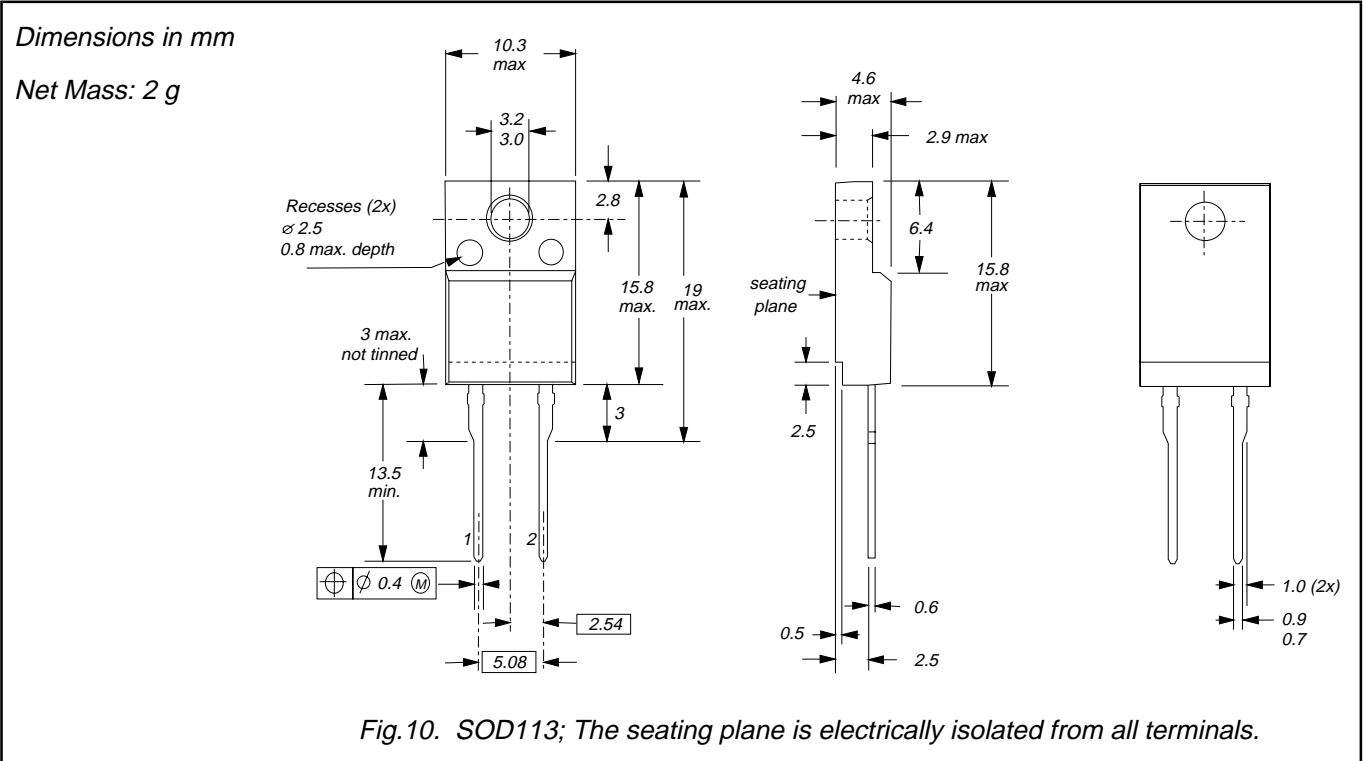 Dimensions in mm
Net Mass: 2 g
10.3
max
3.2
3.0
2.8
Recesses (2x)
⌀ 2.5
0.8 max. depth
15.8
max.
19
max.
3 max.
not tinned
3
13.5
min.
1
2
⌀ 0.4 Ⓜ
2.54
5.08
4.6
max
2.9 max
6.4
15.8
max
seating
plane
2.5
0.6
0.5
2.5
1.0 (2x)
0.9
0.7
Fig.10. SOD113; The seating plane is electrically isolated from all terminals.